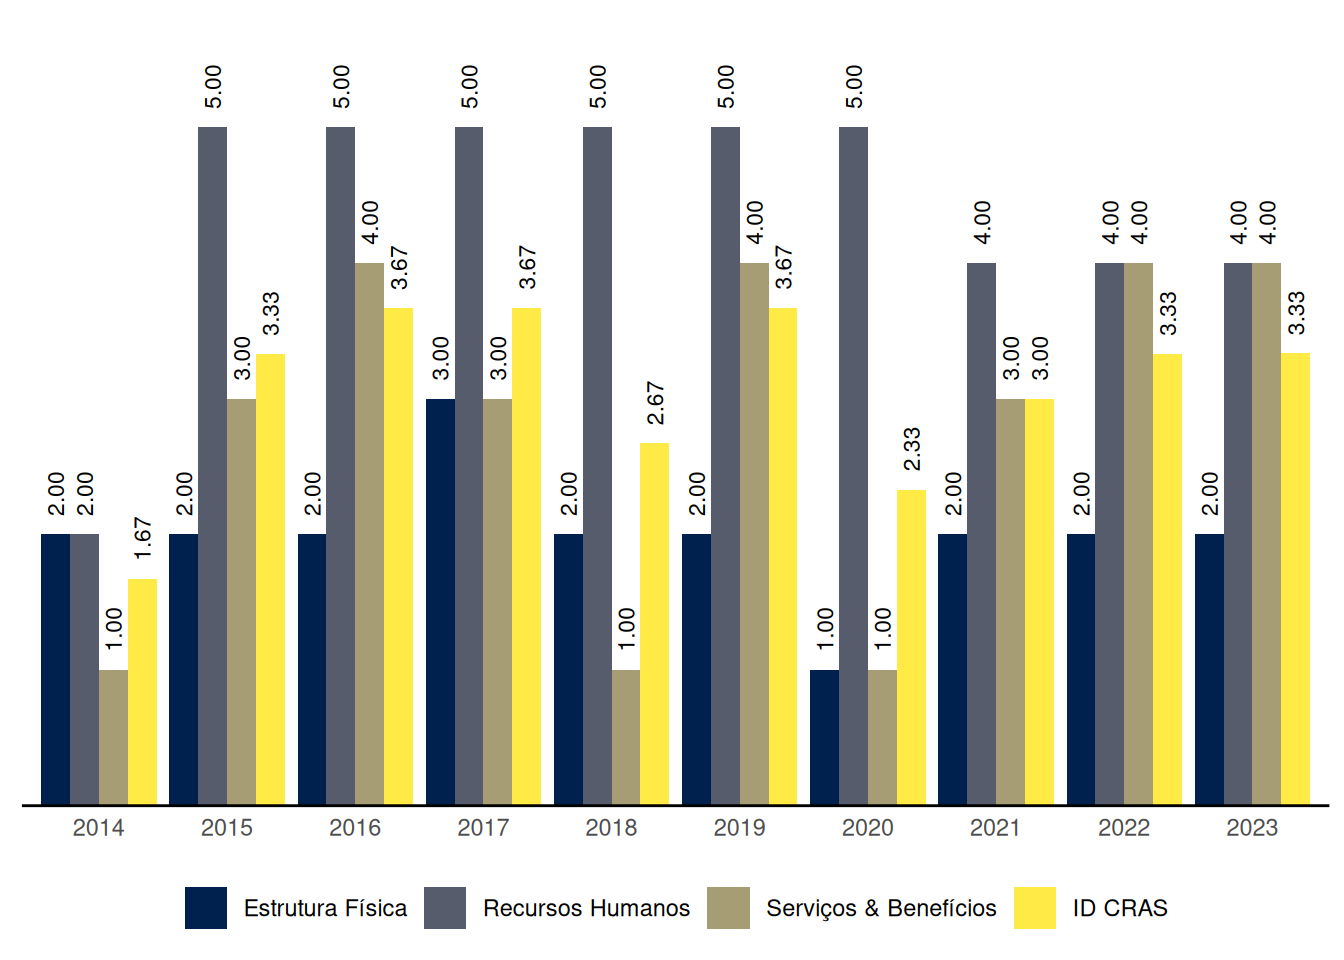 5.00 5.00 5.00 5.00 5.00 5.00
4.00 4.00 4.00 4.00 4.00 4.00 4.00
3.67 3.67 3.67
3.33 3.33 3.33
3.00 3.00 3.00 3.00 3.00
2.67
2.33
2.00 2.00 2.00 2.00 2.00 2.00 2.00 2.00 2.00
1.67
1.00 1.00 1.00 1.00
2014 2015 2016 2017 2018 2019 2020 2021 2022 2023
Estrutura Física Recursos Humanos Serviços & Benefícios ID CRAS